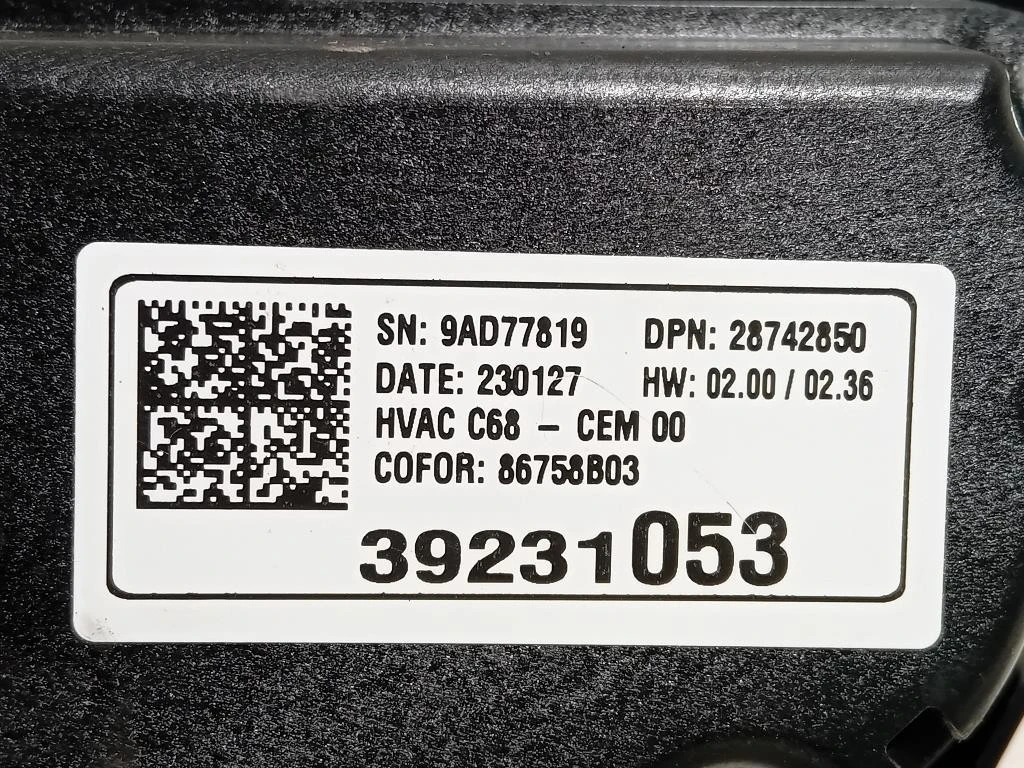 SN: 9AD77819 DPN: 28742850
DATE: 230127 HW: 02.00 / 02.36
HVAC C68 – CEM 00
COFOR: 86758B03
39231053